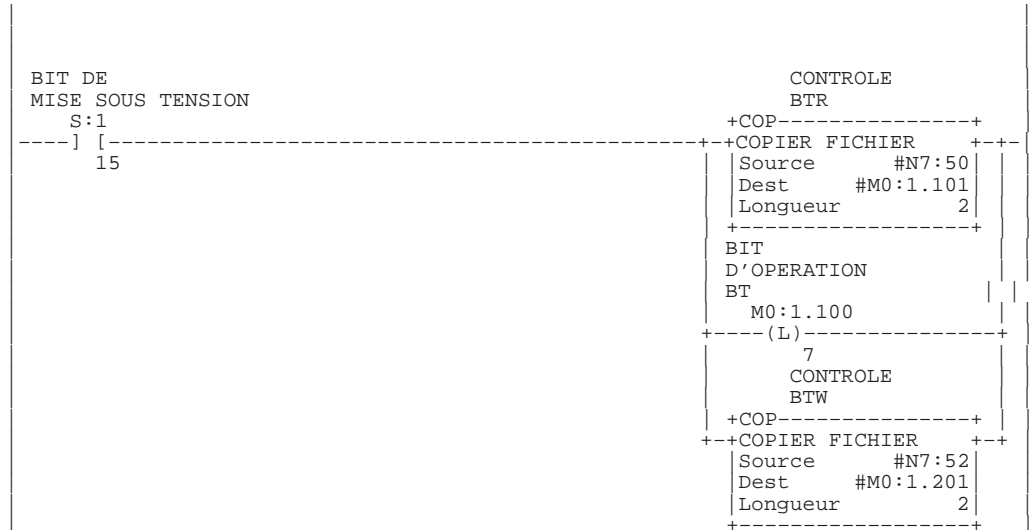 BIT DE CONTROLE
MISE SOUS TENSION BTR
S:1 +COP----------------+
----] [--------------------------------------------------+-+COPIER FICHIER +-+-
15 Source #N7:50
Dest #M0:1.101
Longueur 2
+-------------------+
BIT
D'OPERATION
BT
M0:1.100
+----(L)----------------+
7
CONTROLE
BTW
+COP----------------+
+-+COPIER FICHIER +-+
Source #N7:52
Dest #M0:1.201
Longueur 2
+-------------------+